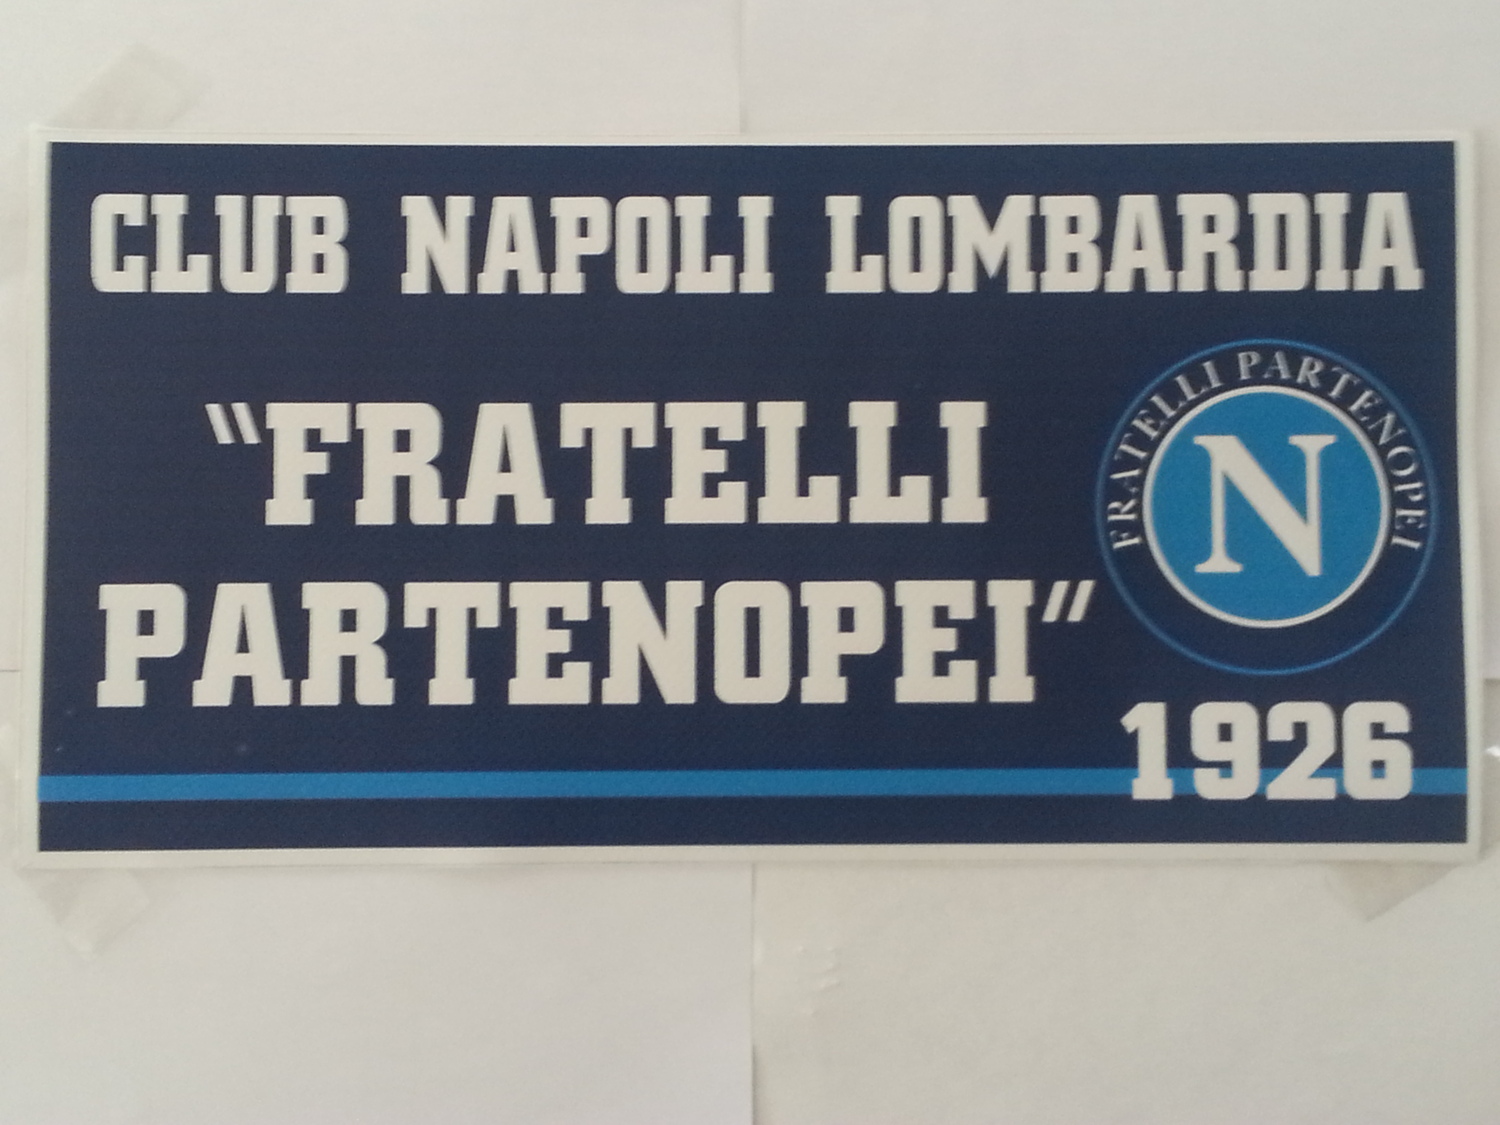 CLUB NAPOLI LOMBARDIA
"FRATELLI
PARTENOPEI"
FRATELLI PARTENOPEI
N
1926